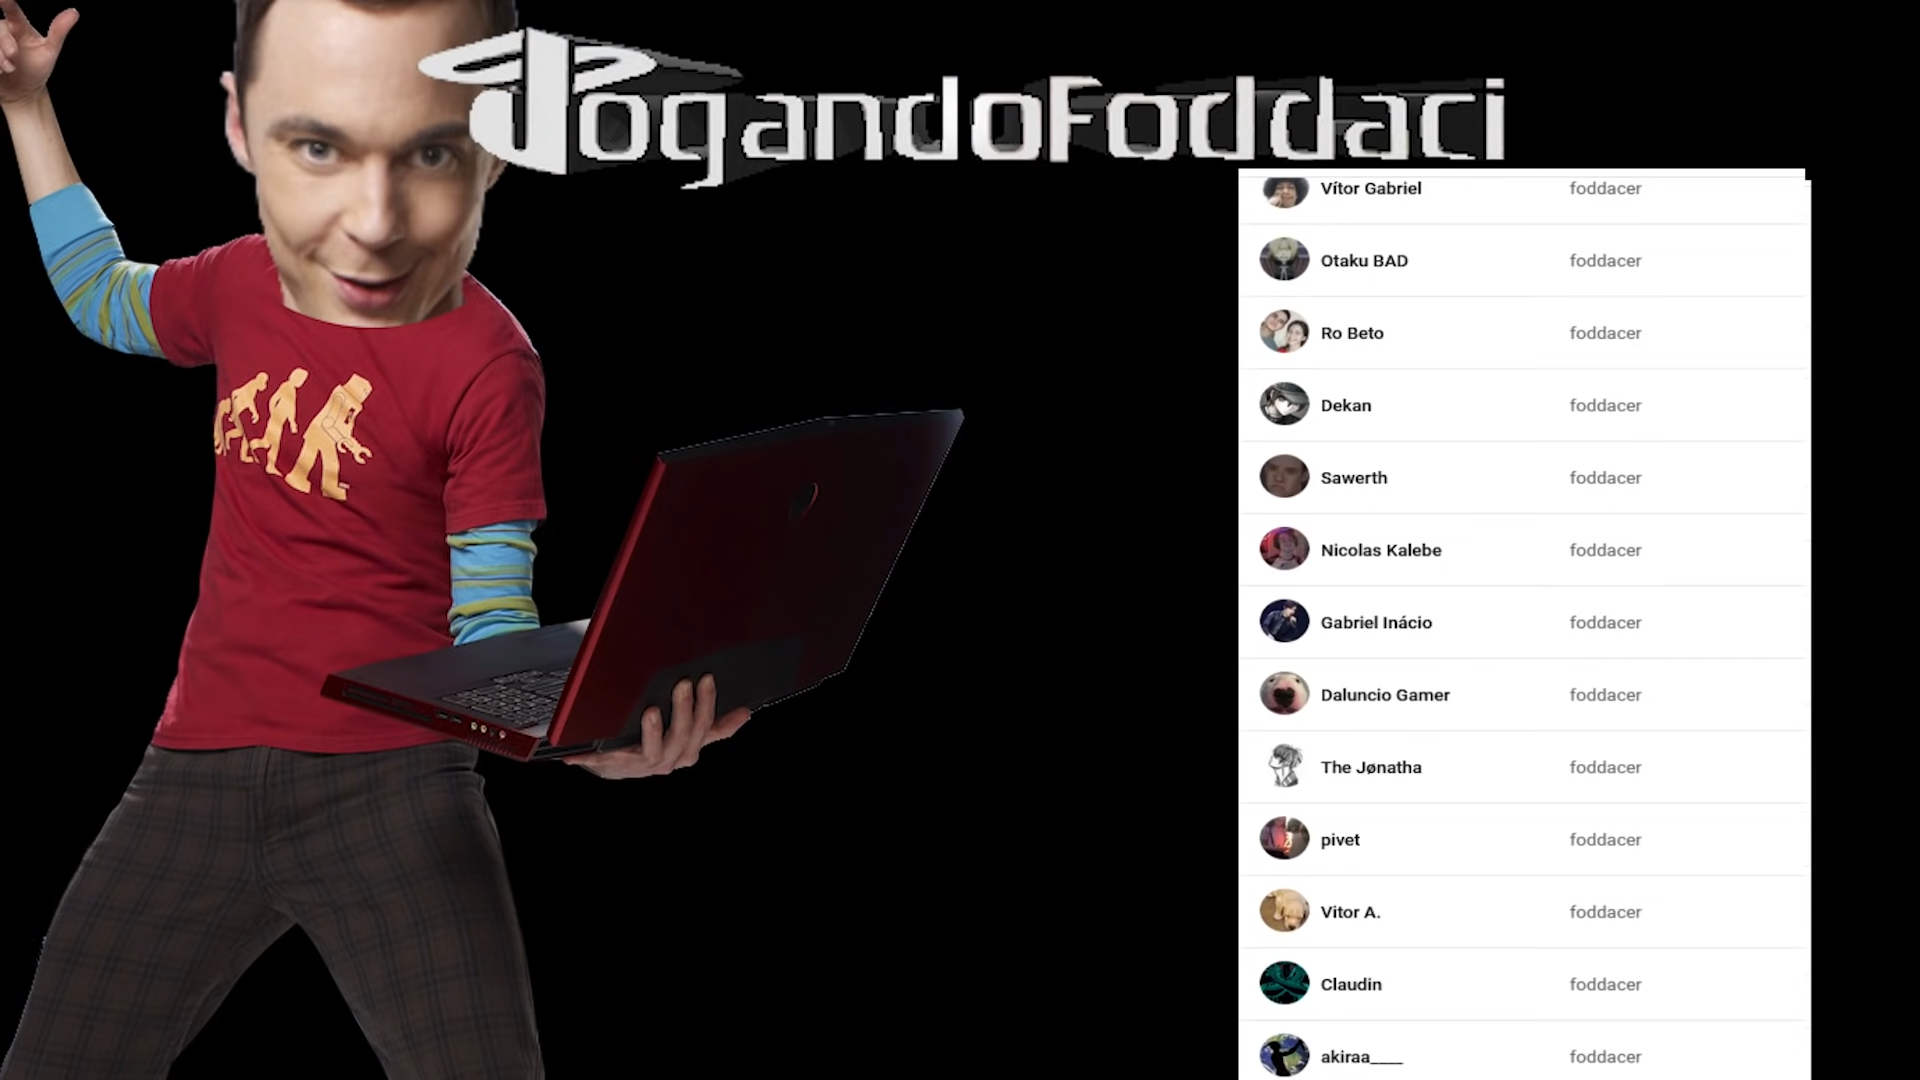 JogandoFoddaci
Vítor Gabriel foddacer
Otaku BAD foddacer
Ro Beto foddacer
Dekan foddacer
Sawerth foddacer
Nicolas Kalebe foddacer
Gabriel Inácio foddacer
Daluncio Gamer foddacer
The Jønatha foddacer
pivet foddacer
Vitor A. foddacer
Claudin foddacer
akiraa____ foddacer